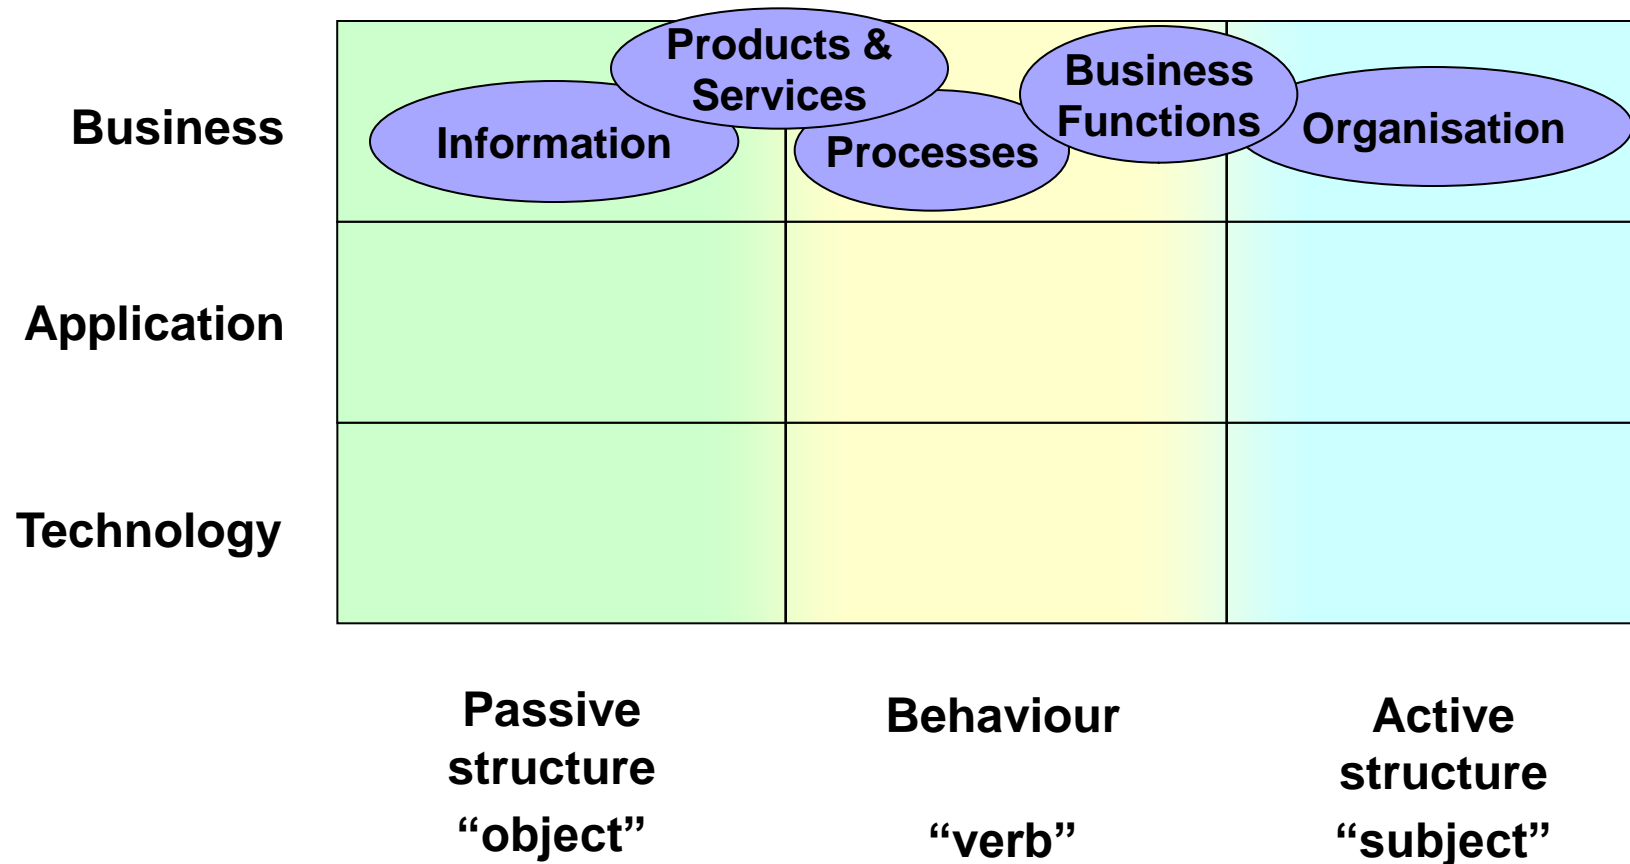 Products &
Services
Business
Functions
Business
Information
Processes
Organisation
Application
Technology
Passive
structure
“object”
Behaviour
“verb”
Active
structure
“subject”